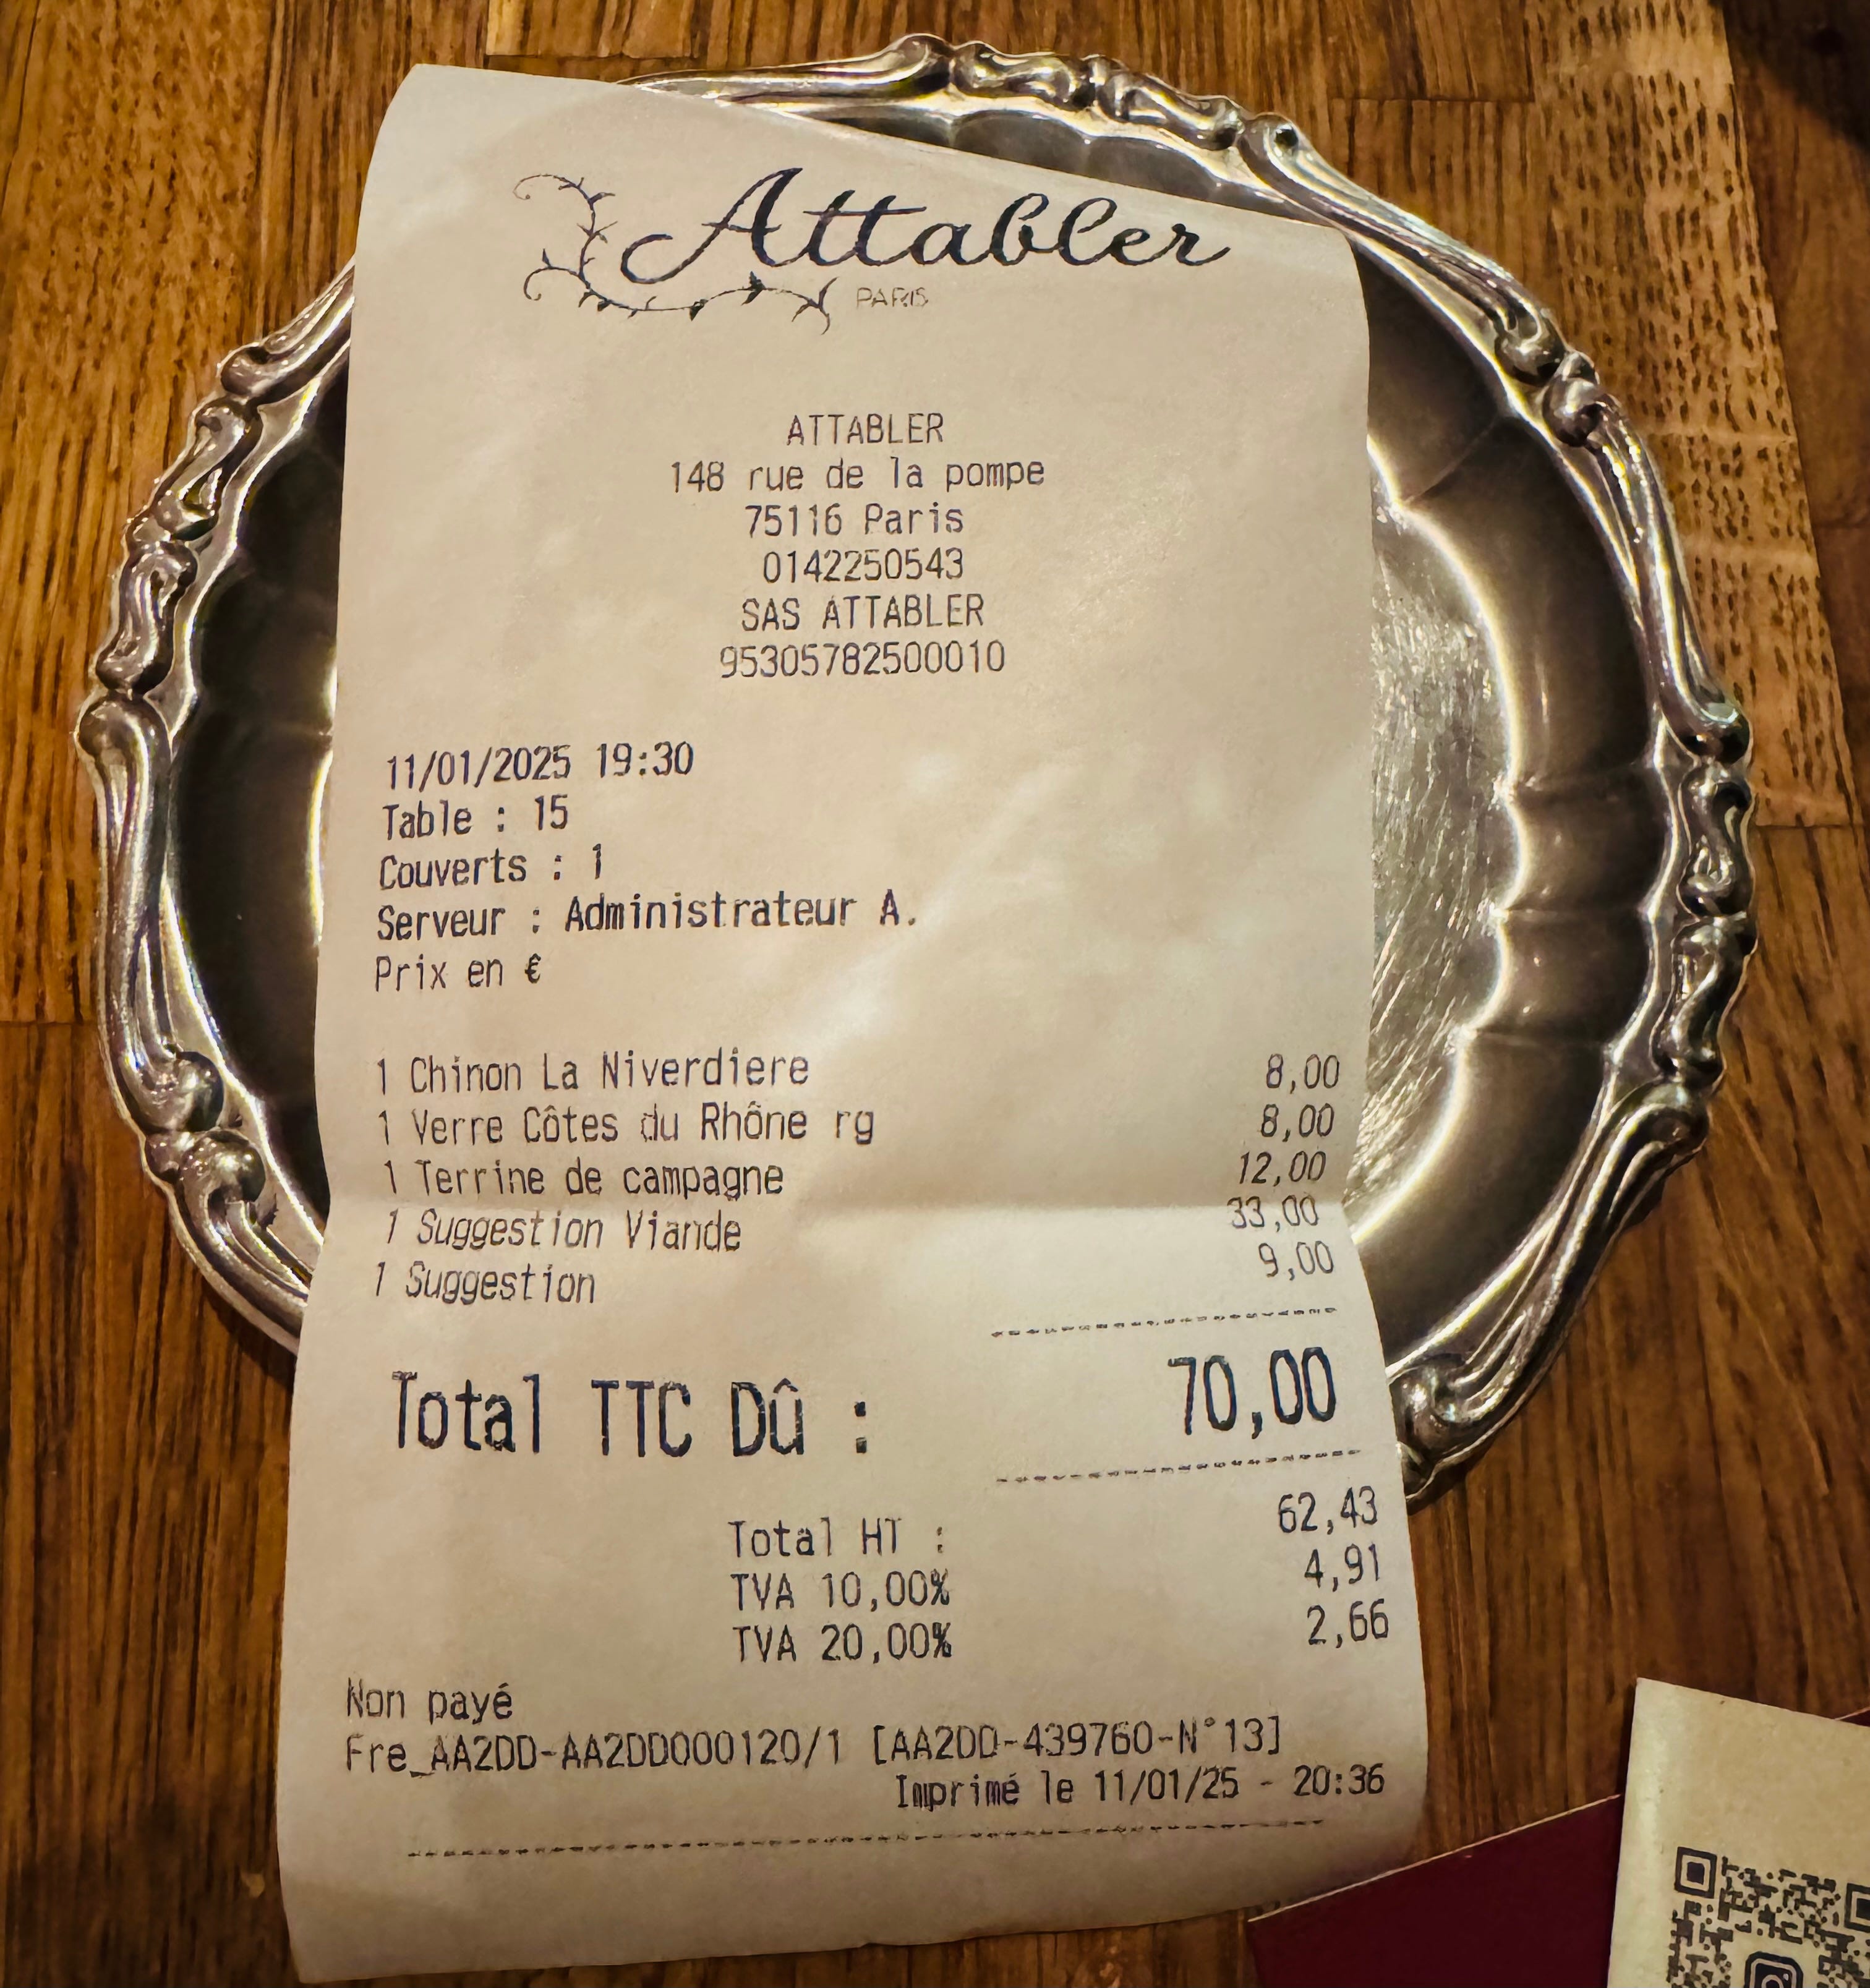 Attabler
PARIS
ATTABLER
148 rue de la pompe
75116 Paris
0142250543
SAS ATTABLER
95305782500010
11/01/2025 19:30
Table : 15
Couverts : 1
Serveur : Administrateur A.
Prix en €
1 Chinon La Niverdiere 8,00
1 Verre Côtes du Rhône rg 8,00
1 Terrine de campagne 12,00
1 Suggestion Viande 33,00
1 Suggestion 9,00
Total TTC Dû : 70,00
Total HT : 62,43
TVA 10,00% 4,91
TVA 20,00% 2,66
Non payé
Fre_AA2DD-AA2DD000120/1 [AA2DD-439760-N°13]
Imprimé le 11/01/25 - 20:36